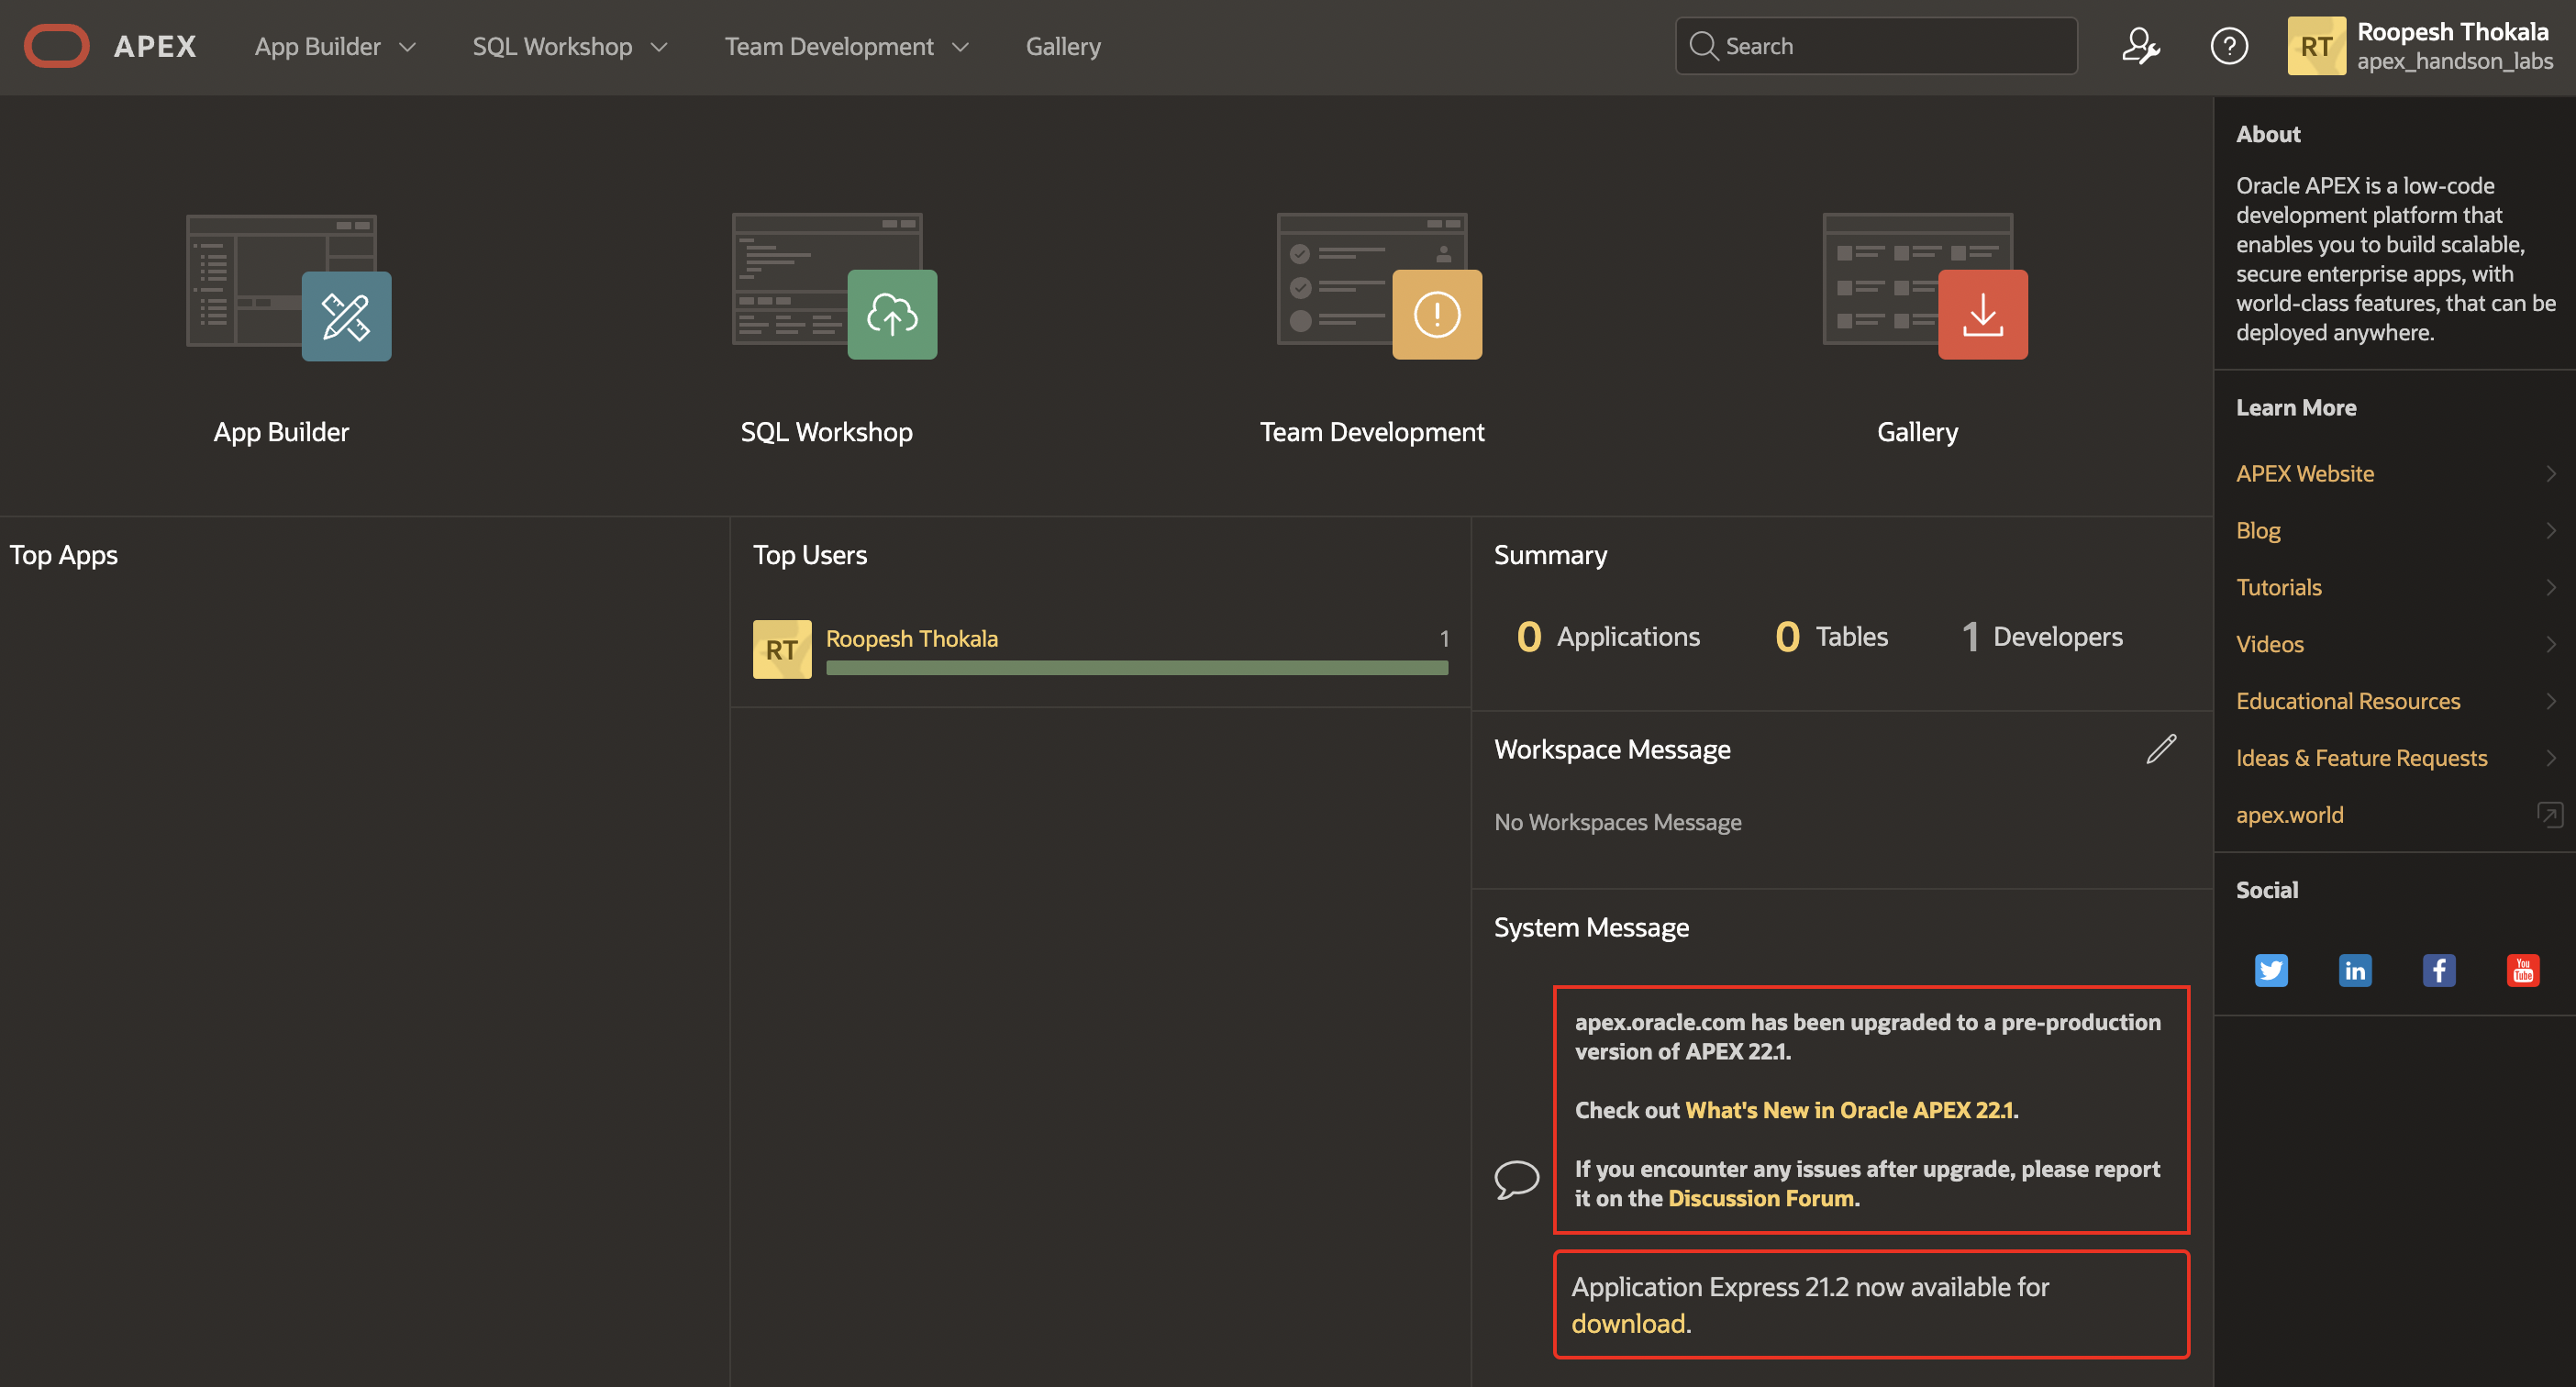 APEX
App Builder
SQL Workshop
Team Development
Gallery
Search
RT
Roopesh Thokala
apex_handson_labs
App Builder
SQL Workshop
Team Development
Gallery
Top Apps
Top Users
RT
Roopesh Thokala
1
Summary
0 Applications
0 Tables
1 Developers
Workspace Message
No Workspaces Message
System Message
apex.oracle.com has been upgraded to a pre-production
version of APEX 22.1.
Check out What's New in Oracle APEX 22.1.
If you encounter any issues after upgrade, please report
it on the Discussion Forum.
Application Express 21.2 now available for
download.
About
Oracle APEX is a low-code
development platform that
enables you to build scalable,
secure enterprise apps, with
world-class features, that can be
deployed anywhere.
Learn More
APEX Website
Blog
Tutorials
Videos
Educational Resources
Ideas & Feature Requests
apex.world
Social
in
f
You
Tube